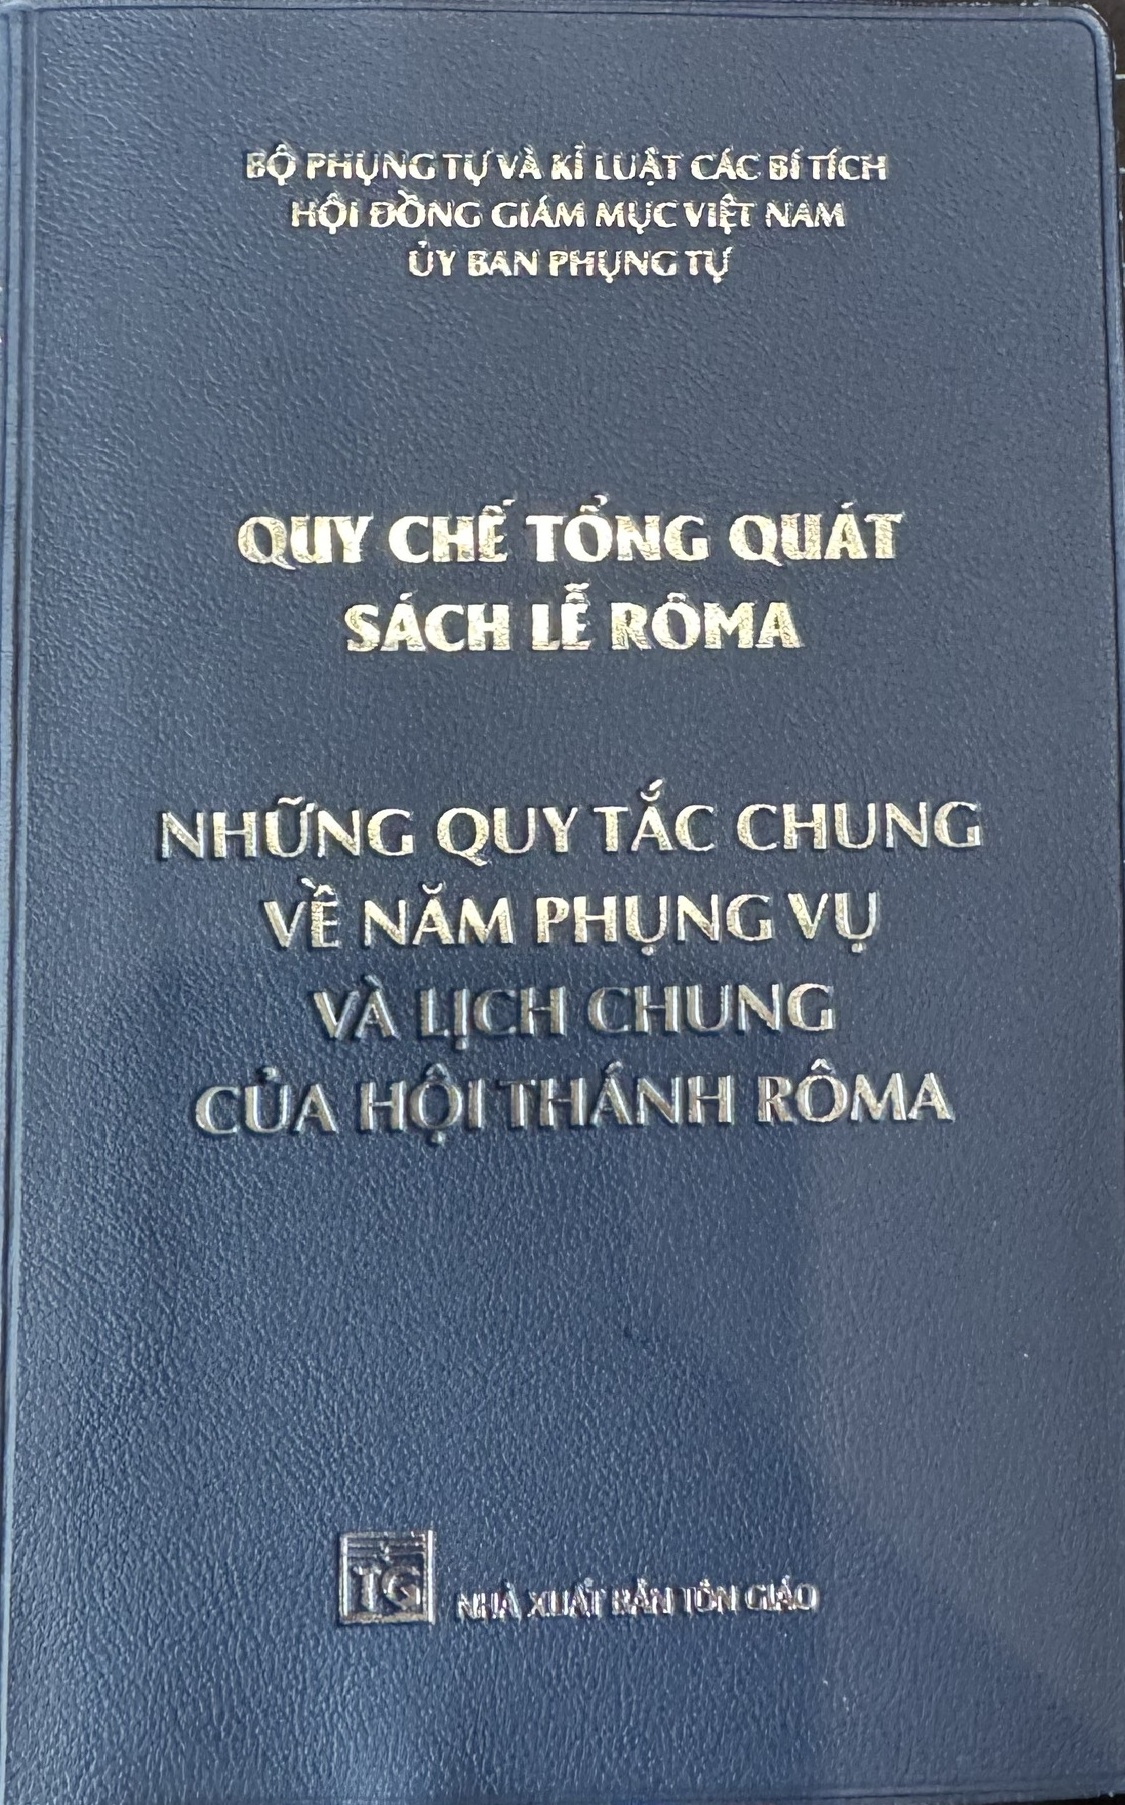 BỘ PHỤNG TỰ VÀ KỈ LUẬT CÁC BÍ TÍCH
HỘI ĐỒNG GIÁM MỤC VIỆT NAM
ỦY BAN PHỤNG TỰ
QUY CHẾ TỔNG QUÁT
SÁCH LỄ RÔMA
NHỮNG QUY TẮC CHUNG
VỀ NĂM PHỤNG VỤ
VÀ LỊCH CHUNG
CỦA HỘI THÁNH RÔMA
TG NHÀ XUẤT BẢN TÔN GIÁO